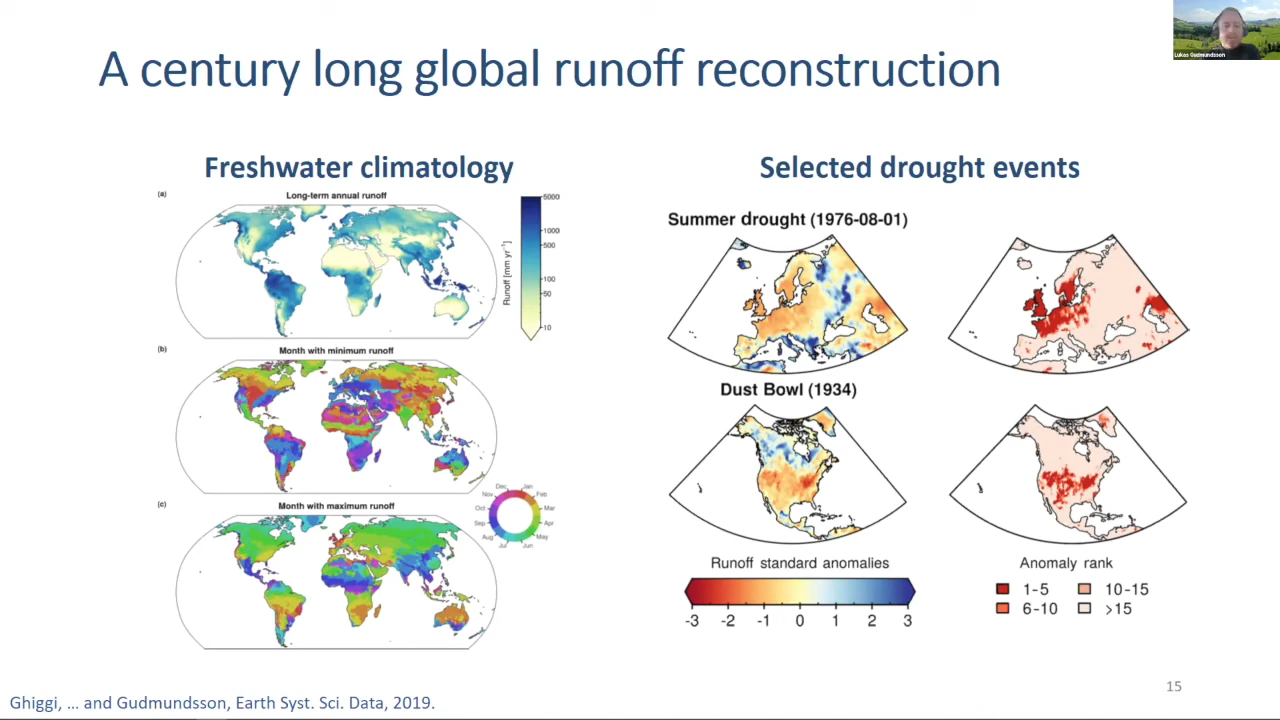 A century long global runoff reconstruction
Lukas Gudmundsson
Freshwater climatology
(a)
Long-term annual runoff
5000
1000
500
100
50
10
Runoff [mm yr⁻¹]
(b)
Month with minimum runoff
(c)
Month with maximum runoff
Dec
Jan
Nov
Feb
Oct
Mar
Sep
Apr
Aug
May
Jul
Jun
Selected drought events
Summer drought (1976-08-01)
Dust Bowl (1934)
Runoff standard anomalies
-3 -2 -1 0 1 2 3
Anomaly rank
1-5
10-15
6-10
>15
15
Ghiggi, ... and Gudmundsson, Earth Syst. Sci. Data, 2019.